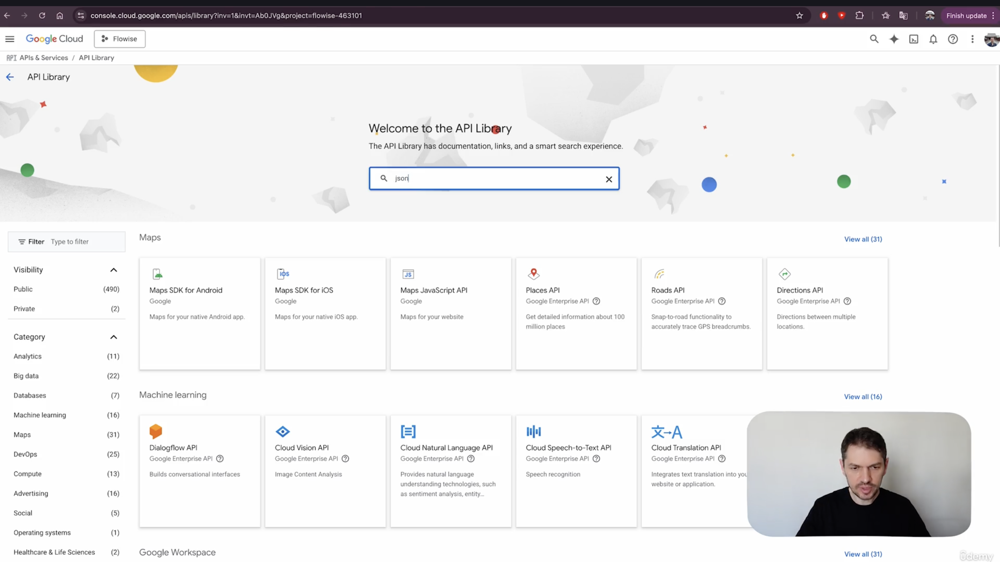 console.cloud.google.com/apis/library?inv=1&invt=Ab0JVg&project=flowise-463101
Finish update
Google Cloud
Flowise
API APIs & Services / API Library
API Library
Welcome to the API Library
The API Library has documentation, links, and a smart search experience.
json
Filter Type to filter
Visibility
Public (490)
Private (2)
Category
Analytics (11)
Big data (22)
Databases (7)
Machine learning (16)
Maps (31)
DevOps (25)
Compute (13)
Advertising (16)
Social (5)
Operating systems (1)
Healthcare & Life Sciences (2)
Maps
View all (31)
Maps SDK for Android
Google
Maps for your native Android app.
iOS
Maps SDK for iOS
Google
Maps for your native iOS app.
JS
Maps JavaScript API
Google
Maps for your website
Places API
Google Enterprise API
Get detailed information about 100
million places
Roads API
Google Enterprise API
Snap-to-road functionality to
accurately trace GPS breadcrumbs.
Directions API
Google Enterprise API
Directions between multiple
locations.
Machine learning
View all (16)
Dialogflow API
Google Enterprise API
Builds conversational interfaces
Cloud Vision API
Google Enterprise API
Image Content Analysis
Cloud Natural Language API
Google Enterprise API
Provides natural language
understanding technologies, such
as sentiment analysis, entity...
Cloud Speech-to-Text API
Google Enterprise API
Speech recognition
文→A
Cloud Translation API
Google Enterprise API
Integrates text translation into you
website or application.
Google Workspace
View all (31)
ûdemy